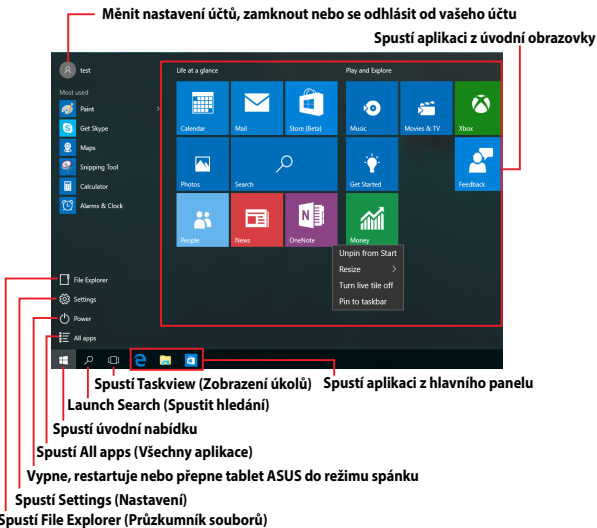 Měnit nastavení účtů, zamknout nebo se odhlásit od vašeho účtu
Spustí aplikaci z úvodní obrazovky
test
Life at a glance
Play and Explore
Most used
Paint
Get Skype
Maps
Snipping Tool
Calculator
Alarms & Clock
Calendar
Mail
Store (Beta)
Music
Movies & TV
Xbox
Photos
Search
Get Started
Feedback
People
News
OneNote
Money
Unpin from Start
Resize
Turn live tile off
Pin to taskbar
File Explorer
Settings
Power
All apps
Spustí Taskview (Zobrazení úkolů)
Spustí aplikaci z hlavního panelu
Launch Search (Spustit hledání)
Spustí úvodní nabídku
Spustí All apps (Všechny aplikace)
Vypne, restartuje nebo přepne tablet ASUS do režimu spánku
Spustí Settings (Nastavení)
Spustí File Explorer (Průzkumník souborů)